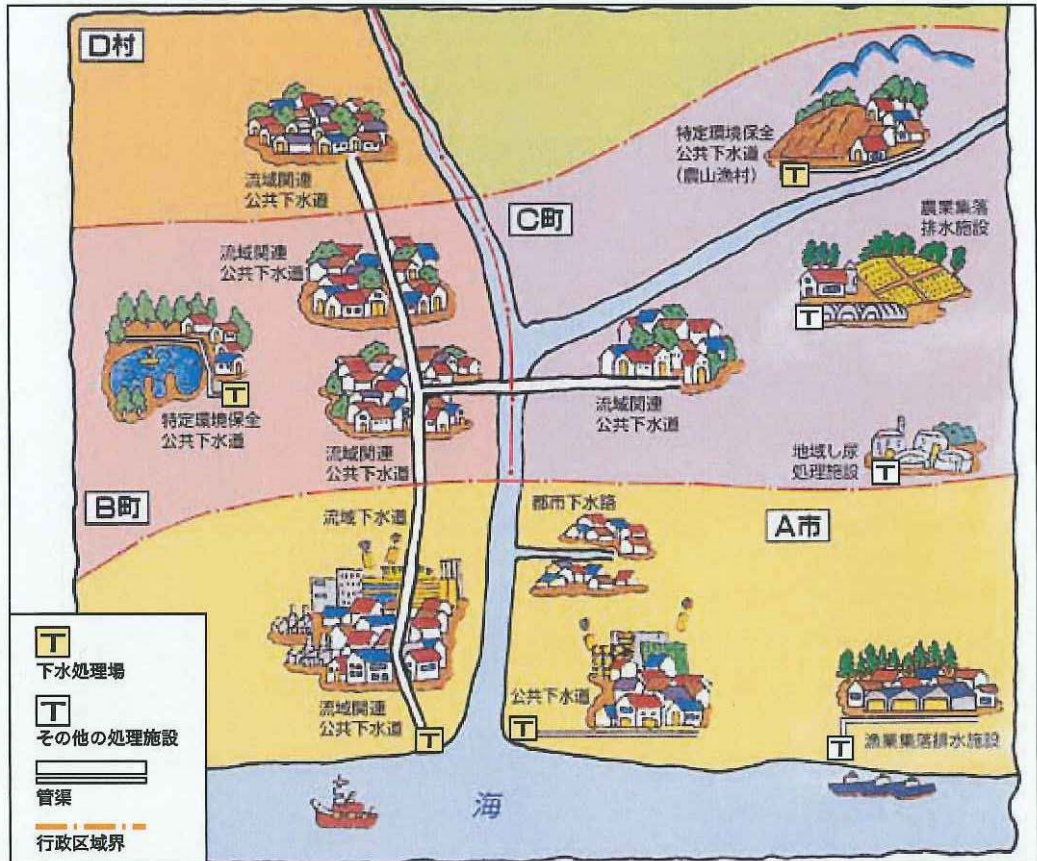 D村
流域関連
公共下水道
特定環境保全
公共下水道
(農山漁村)
C町
農業集落
排水施設
流域関連
公共下水道
特定環境保全
公共下水道
流域関連
公共下水道
流域関連
公共下水道
地域し尿
処理施設
B町
流域下水道
都市下水路
A市
流域関連
公共下水道
公共下水道
漁業集落排水施設
海
T
下水処理場
T
その他の処理施設
管渠
行政区域界
T
T
T
T
T
T
T